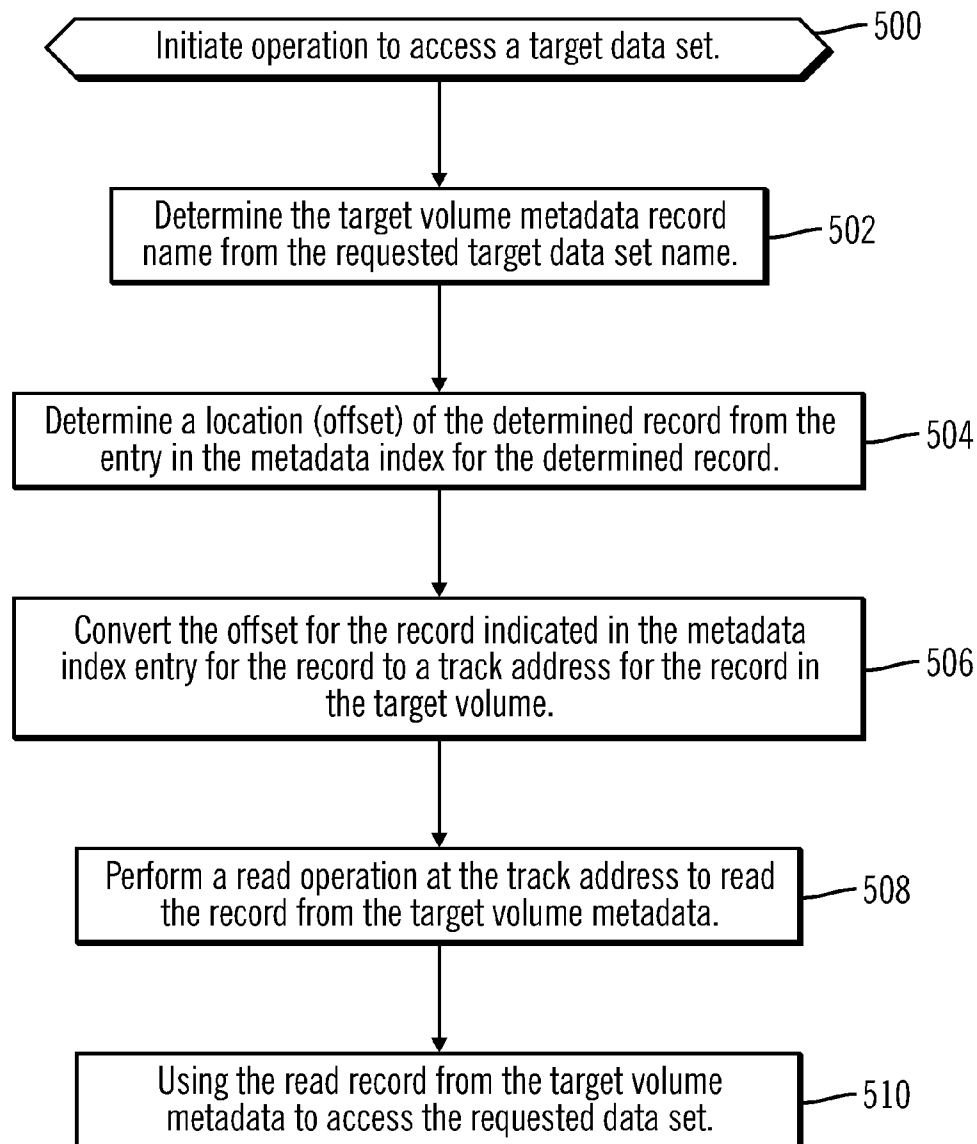 Initiate operation to access a target data set.
500
Determine the target volume metadata record
name from the requested target data set name.
502
Determine a location (offset) of the determined record from the
entry in the metadata index for the determined record.
504
Convert the offset for the record indicated in the metadata
index entry for the record to a track address for the record in
the target volume.
506
Perform a read operation at the track address to read
the record from the target volume metadata.
508
Using the read record from the target volume
metadata to access the requested data set.
510